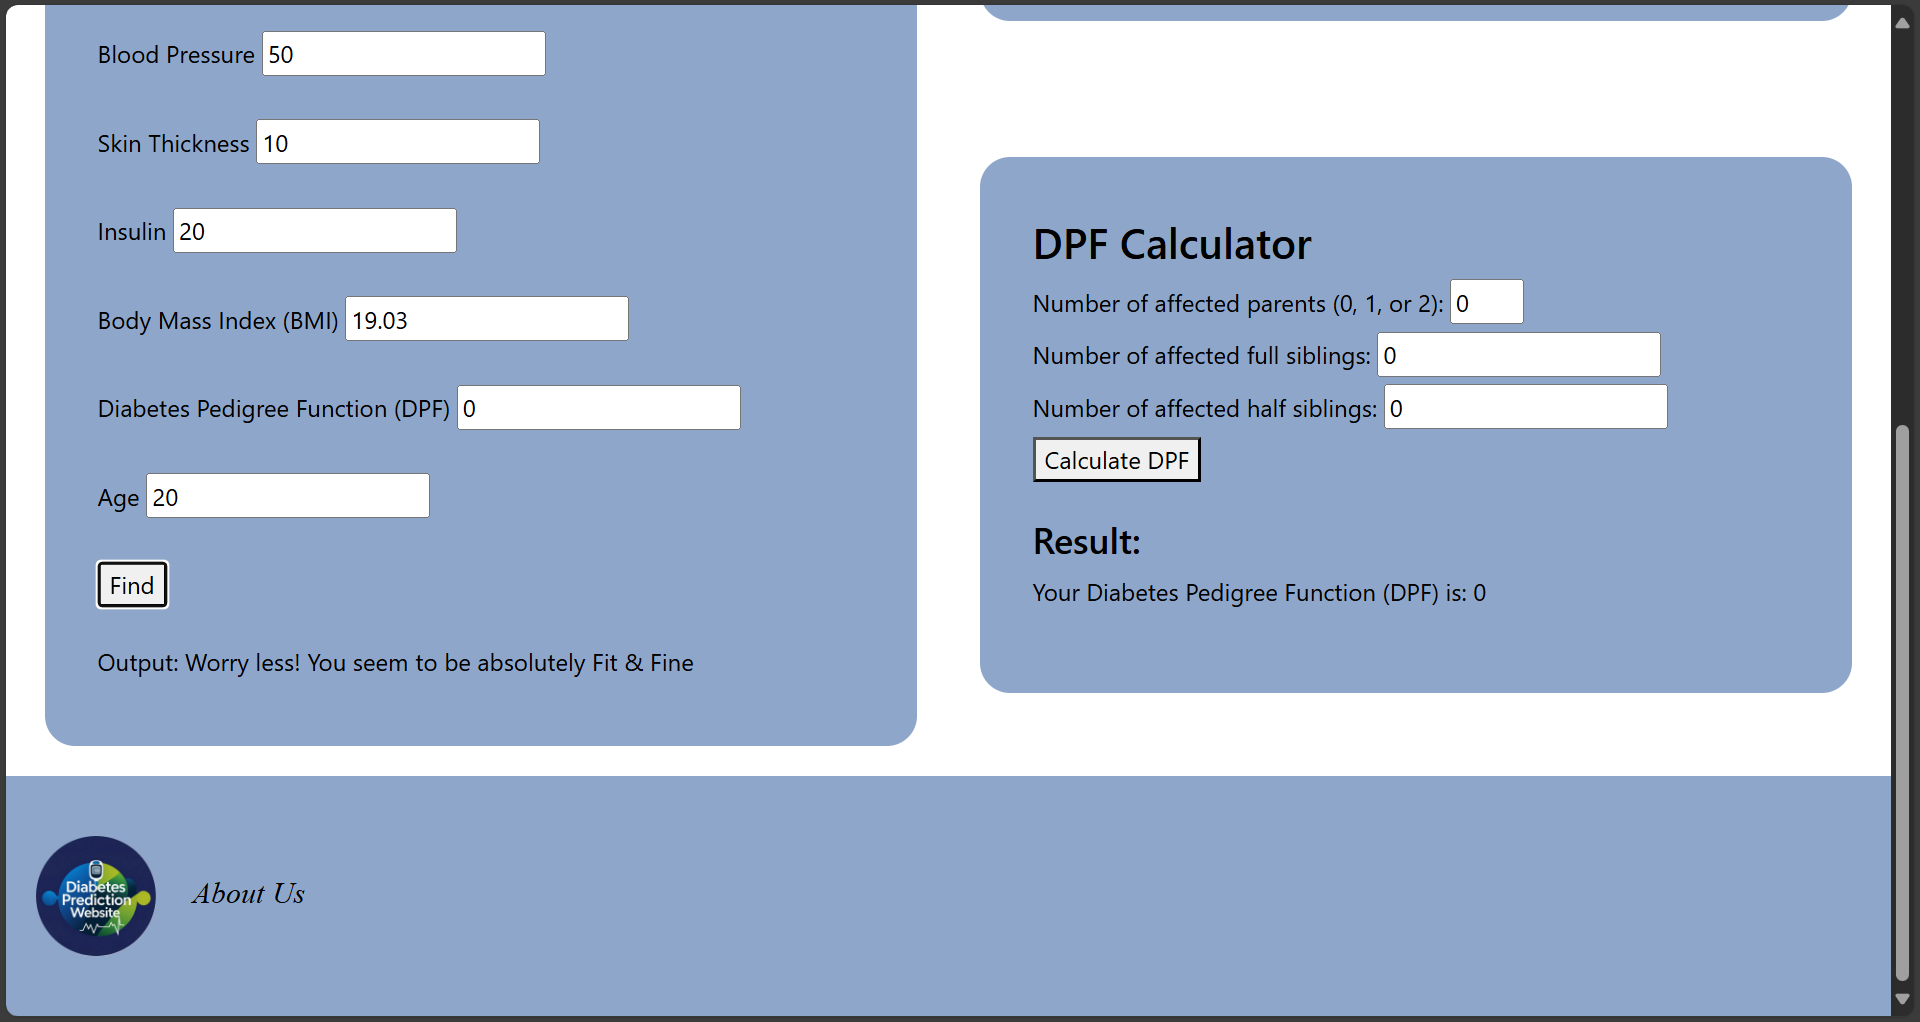 Blood Pressure 50
Skin Thickness 10
Insulin 20
Body Mass Index (BMI) 19.03
Diabetes Pedigree Function (DPF) 0
Age 20
Find
Output: Worry less! You seem to be absolutely Fit & Fine
DPF Calculator
Number of affected parents (0, 1, or 2): 0
Number of affected full siblings: 0
Number of affected half siblings: 0
Calculate DPF
Result:
Your Diabetes Pedigree Function (DPF) is: 0
Diabetes
Prediction
Website
About Us